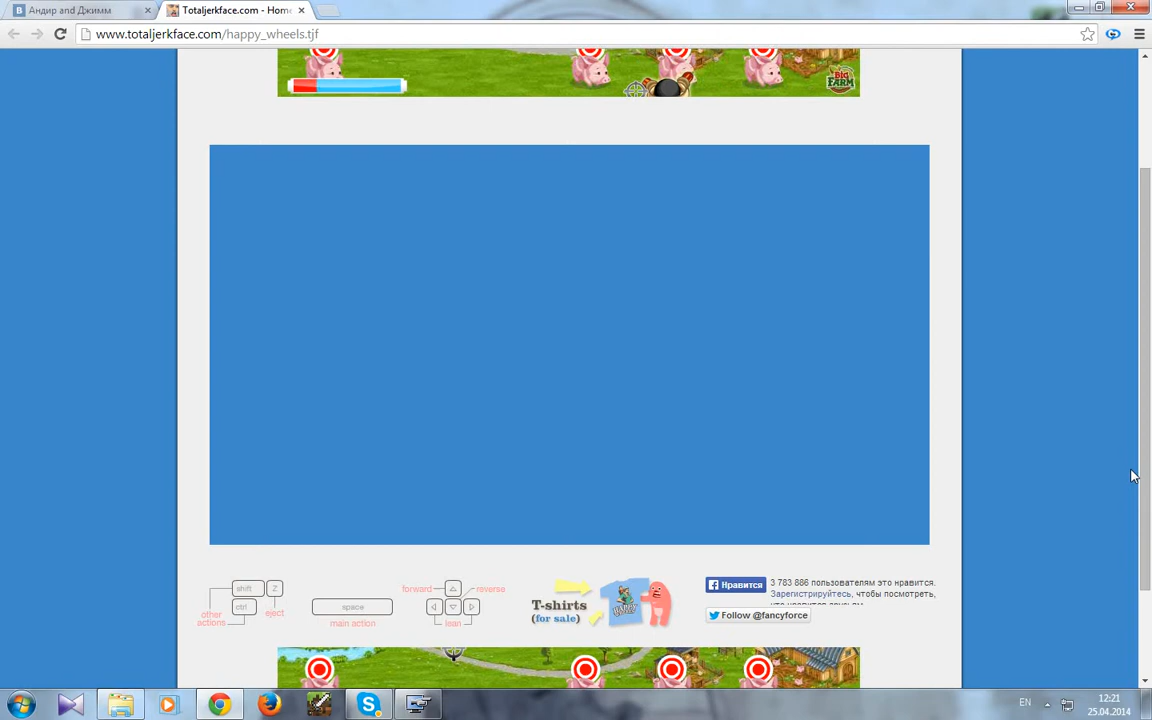 Андир and Джимм
Totaljerkface.com - Home
www.totaljerkface.com/happy_wheels.tjf
BIG FARM
shift Z
forward reverse
ctrl
other actions
eject
space
main action
lean
T-shirts
(for sale)
HAPPY
Нравится
3 783 886 пользователям это нравится.
Зарегистрируйтесь, чтобы посмотреть,
Follow @fancyforce
EN
12:21
25.04.2014